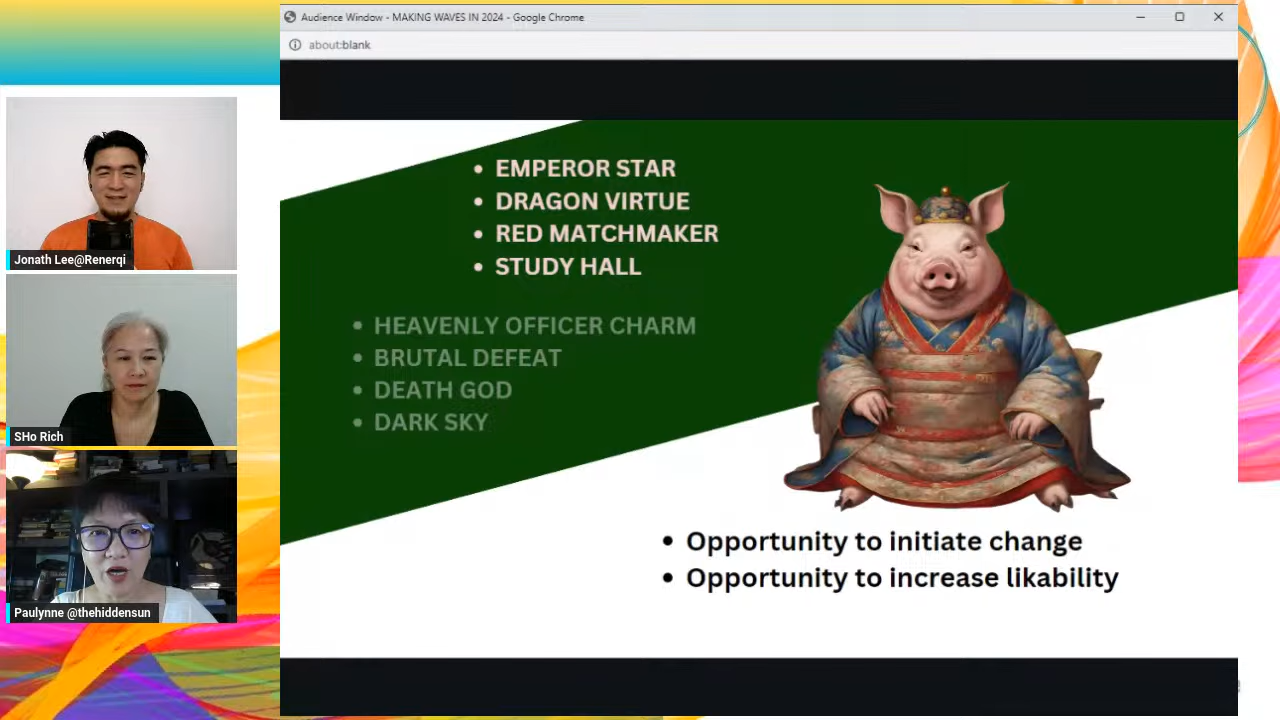 Audience Window - MAKING WAVES IN 2024 - Google Chrome
about:blank
Jonath Lee@Renerqi
SHo Rich
Paulynne @thehiddensun
• EMPEROR STAR
• DRAGON VIRTUE
• RED MATCHMAKER
• STUDY HALL
• HEAVENLY OFFICER CHARM
• BRUTAL DEFEAT
• DEATH GOD
• DARK SKY
• Opportunity to initiate change
• Opportunity to increase likability